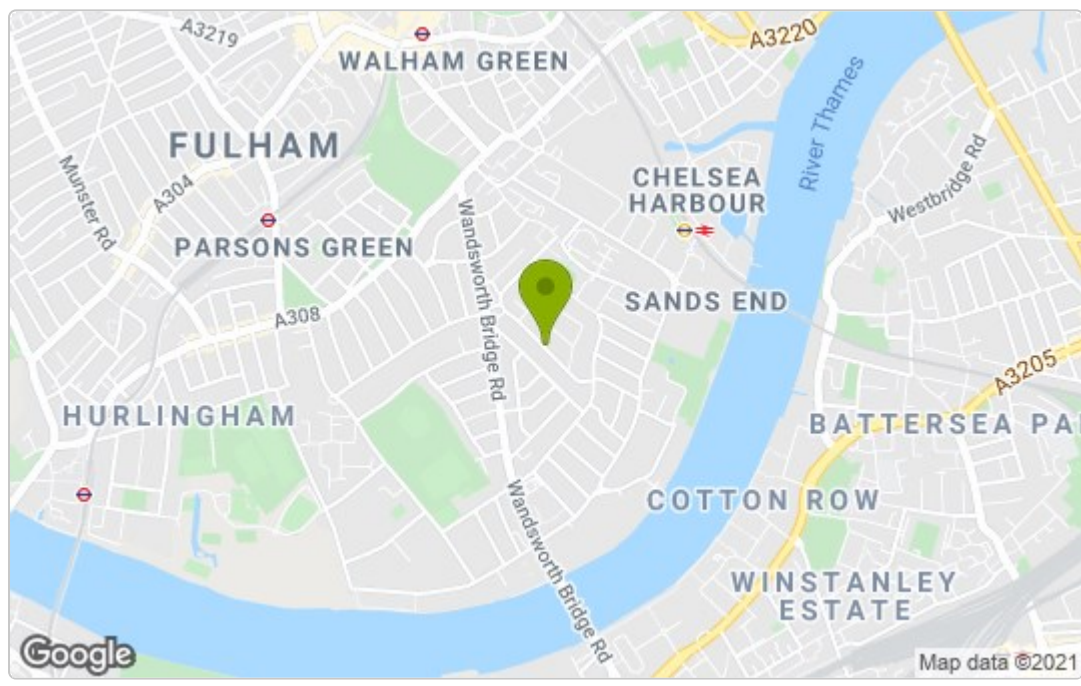 A3219
A3220
WALHAM GREEN
River Thames
FULHAM
Westbridge Rd
Munster Rd
A304
CHELSEA
HARBOUR
Wandsworth Bridge Rd
PARSONS GREEN
SANDS END
A308
A3205
HURLINGHAM
BATTERSEA PA
COTTON ROW
Wandsworth Bridge Rd
WINSTANLEY
ESTATE
Google
Map data ©2021